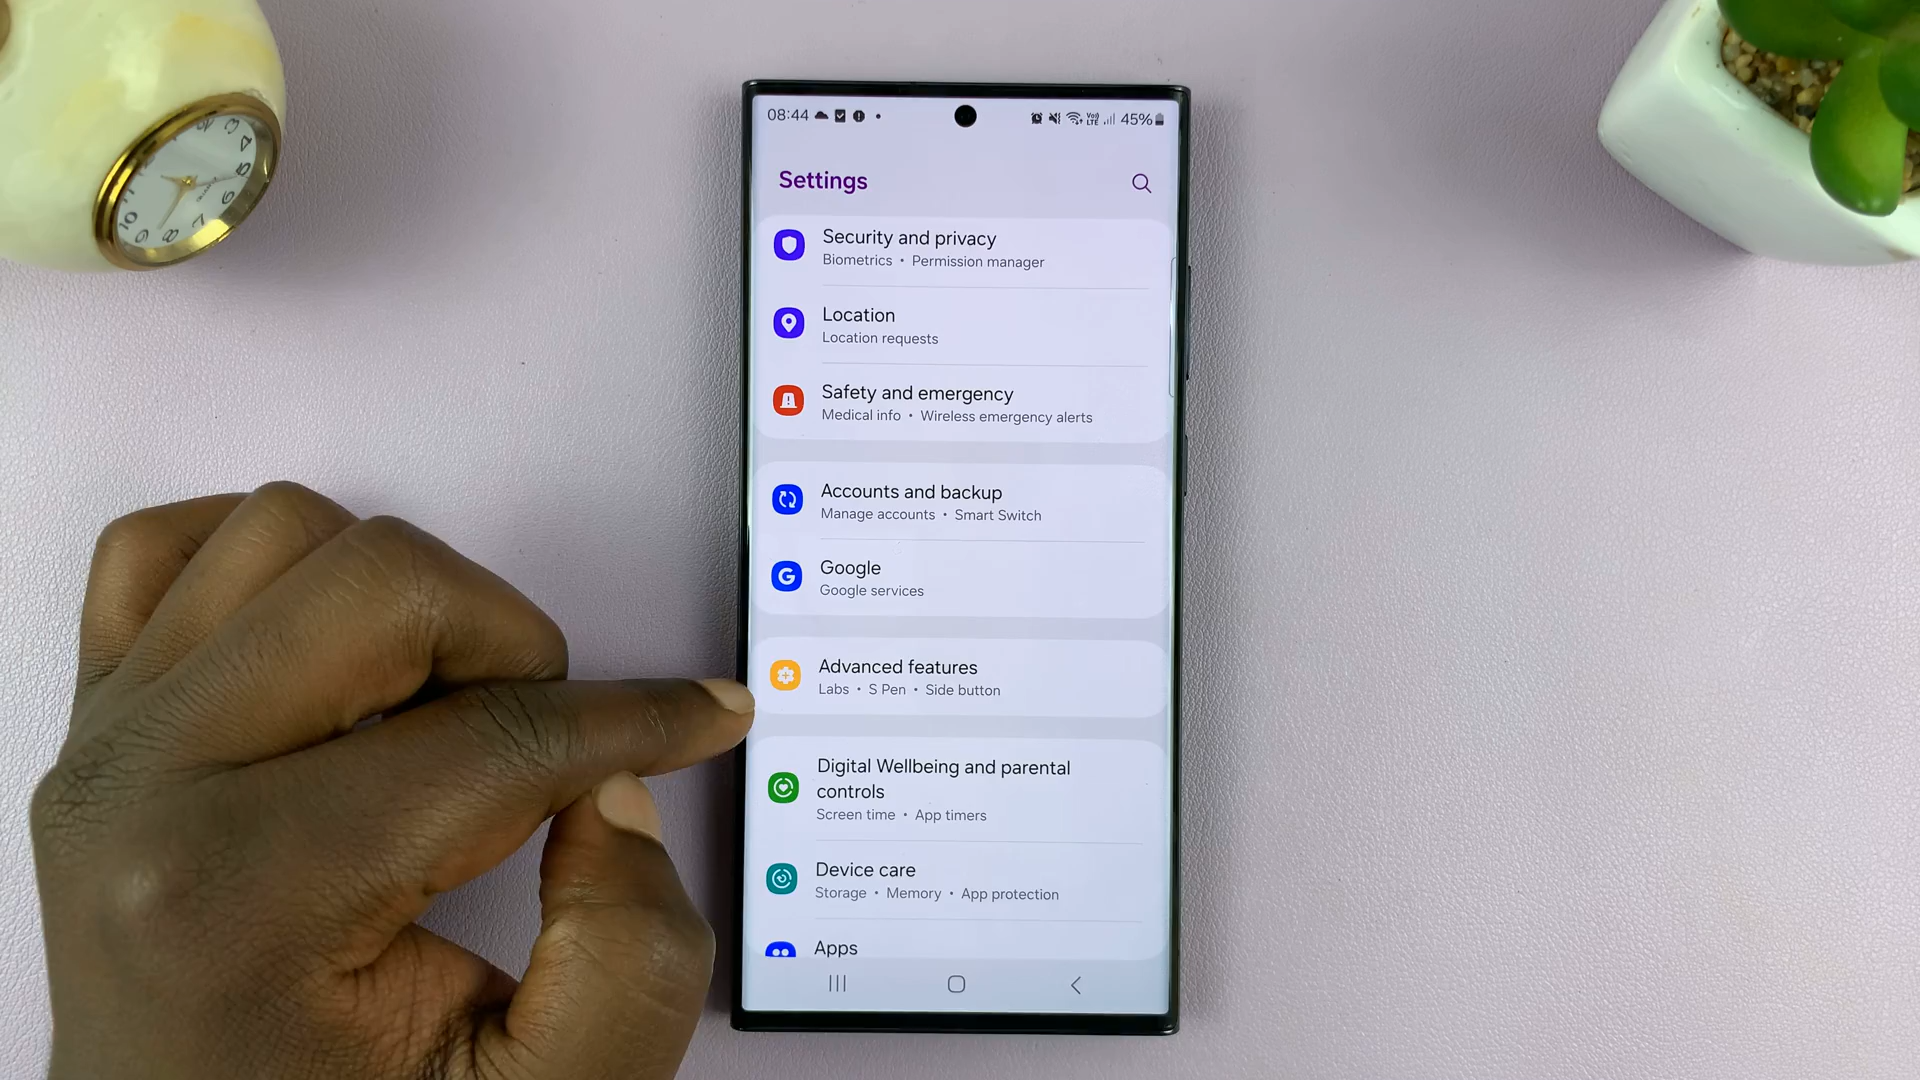 08:44 45%
Settings
Security and privacy
Biometrics • Permission manager
Location
Location requests
Safety and emergency
Medical info • Wireless emergency alerts
Accounts and backup
Manage accounts • Smart Switch
Google
Google services
Advanced features
Labs • S Pen • Side button
Digital Wellbeing and parental
controls
Screen time • App timers
Device care
Storage • Memory • App protection
Apps